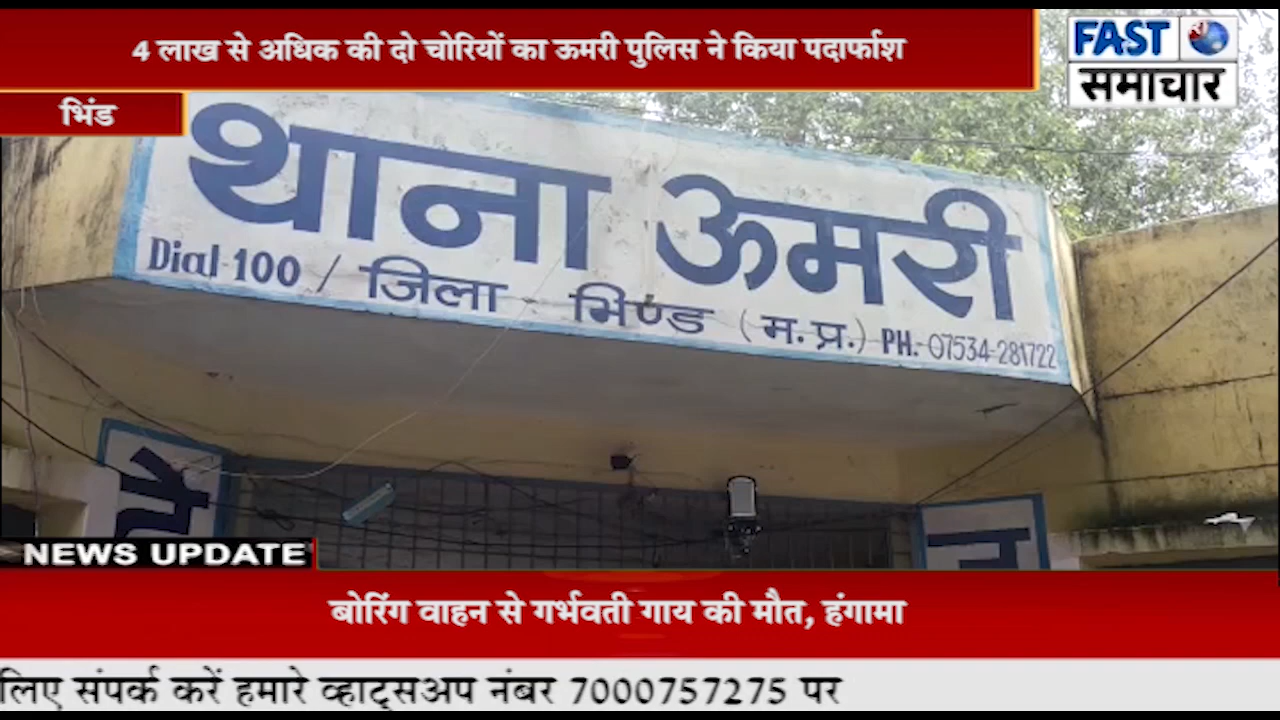 4 लाख से अधिक की दो चोरियों का ऊमरी पुलिस ने किया पदार्फाश
FAST
समाचार
भिंड
थाना ऊमरी
Dial-100 / जिला - भिण्ड (म.प्र.) PH.-07534-281722
NEWS UPDATE
बोरिंग वाहन से गर्भवती गाय की मौत, हंगामा
लिए संपर्क करें हमारे व्हाट्सअप नंबर 7000757275 पर